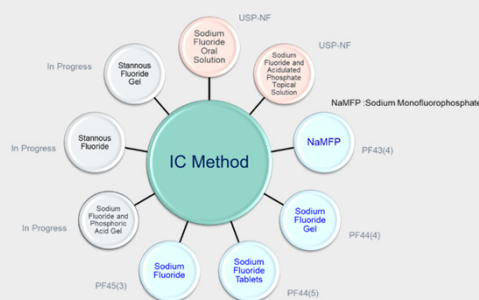 USP-NF
Sodium
Fluoride
Oral
Solution
USP-NF
Sodium
Fluoride and
Acidulated
Phosphate
Topical
Solution
NaMFP :Sodium Monofluorophosphate
NaMFP
PF43(4)
Sodium
Fluoride
Gel
PF44(4)
Sodium
Fluoride
Tablets
PF44(5)
Sodium
Fluoride
PF45(3)
Sodium
Fluoride and
Phosphoric
Acid Gel
In Progress
Stannous
Fluoride
In Progress
Stannous
Fluoride
Gel
In Progress
IC Method